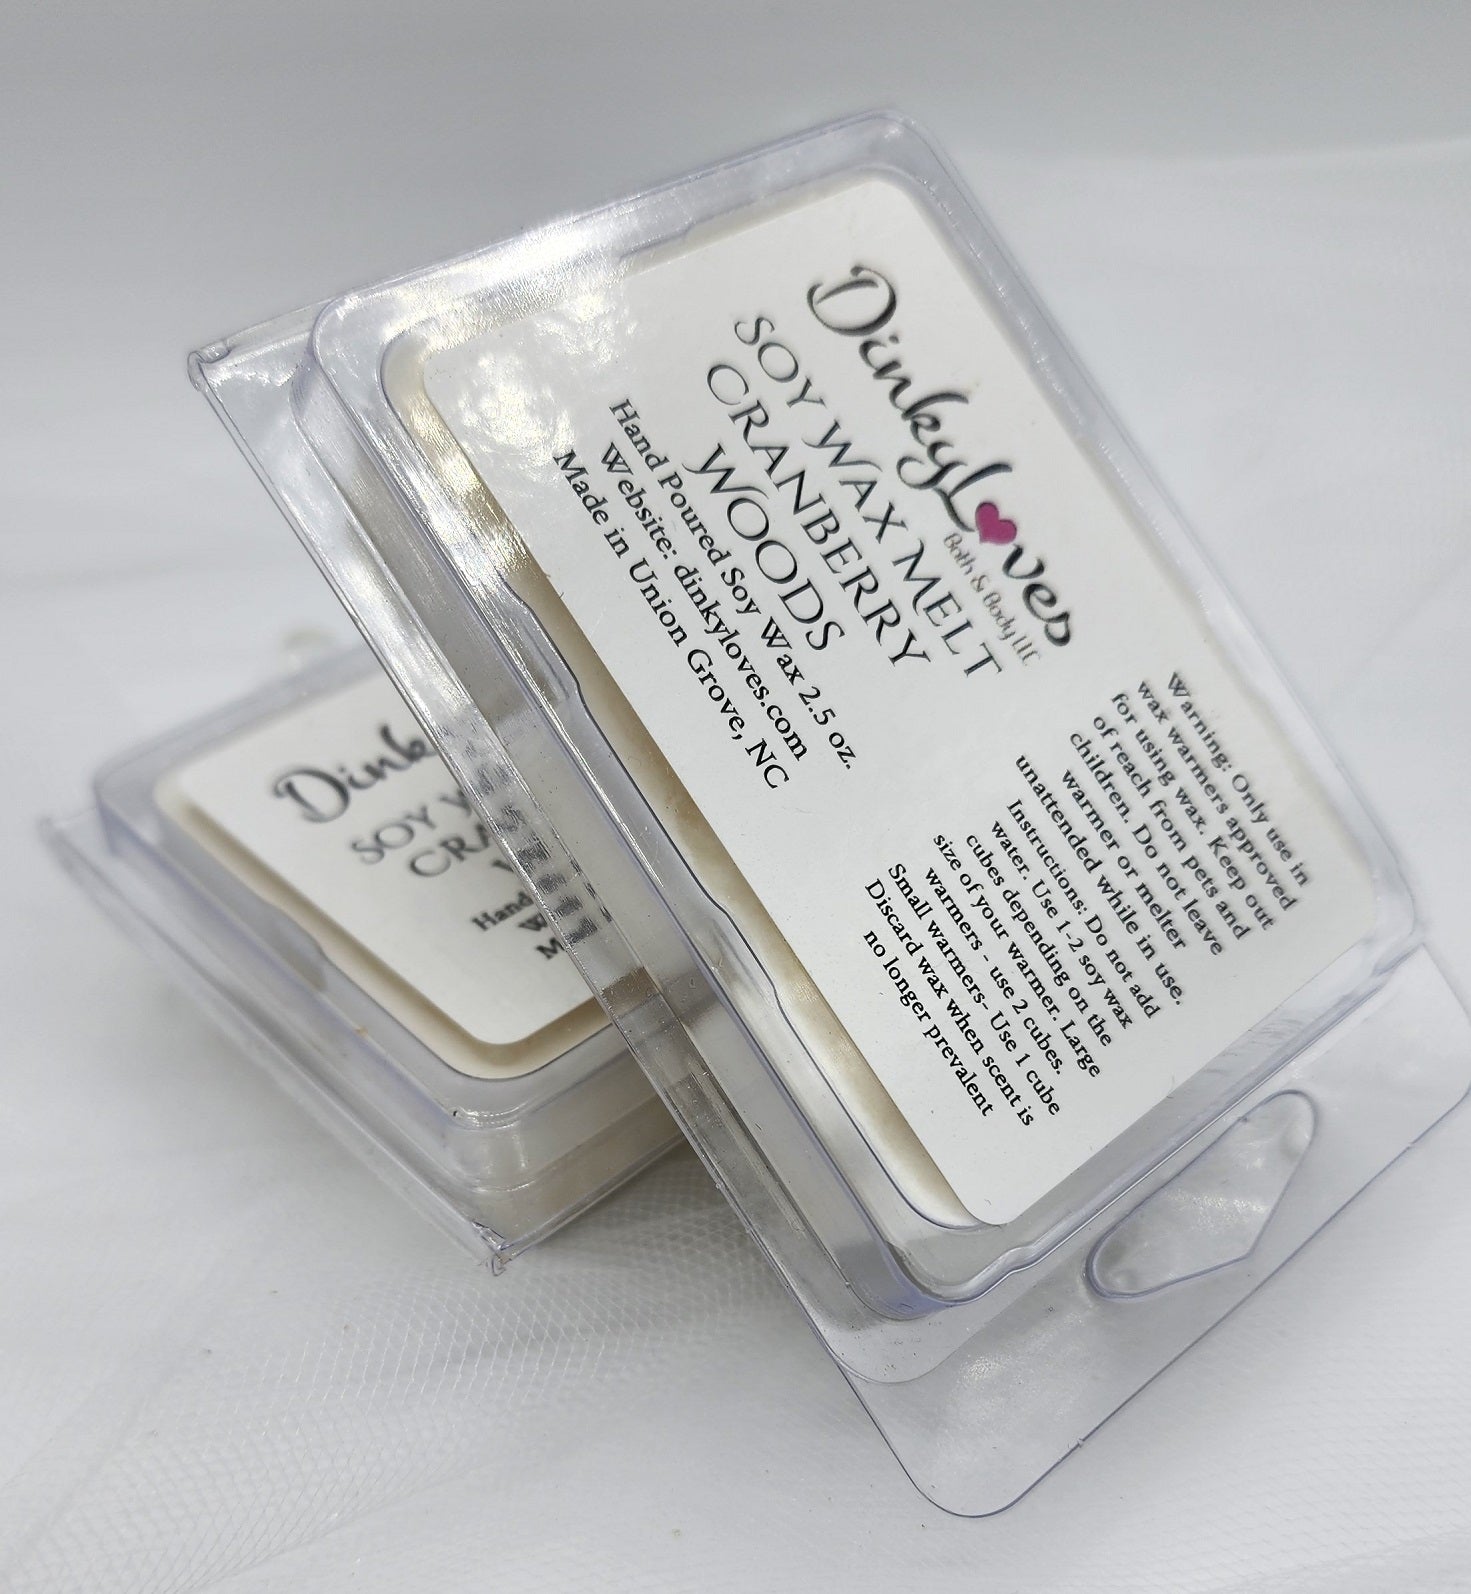 DinkyLoves
Bath & Body LLC
SOY WAX MELT
CRANBERRY
WOODS
Hand Poured Soy Wax 2.5 oz.
Website: dinkyloves.com
Made in Union Grove, NC
Warning: Only use in
wax warmers approved
for using wax. Keep out
of reach from pets and
children. Do not leave
warmer or melter
unattended while in use.
Instructions: Do not add
water. Use 1-2 soy wax
cubes depending on the
size of your warmer. Large
warmers - use 2 cubes.
Small warmers- Use 1 cube
Discard wax when scent is
no longer prevalent
Dink
SOY
CRA
Hand